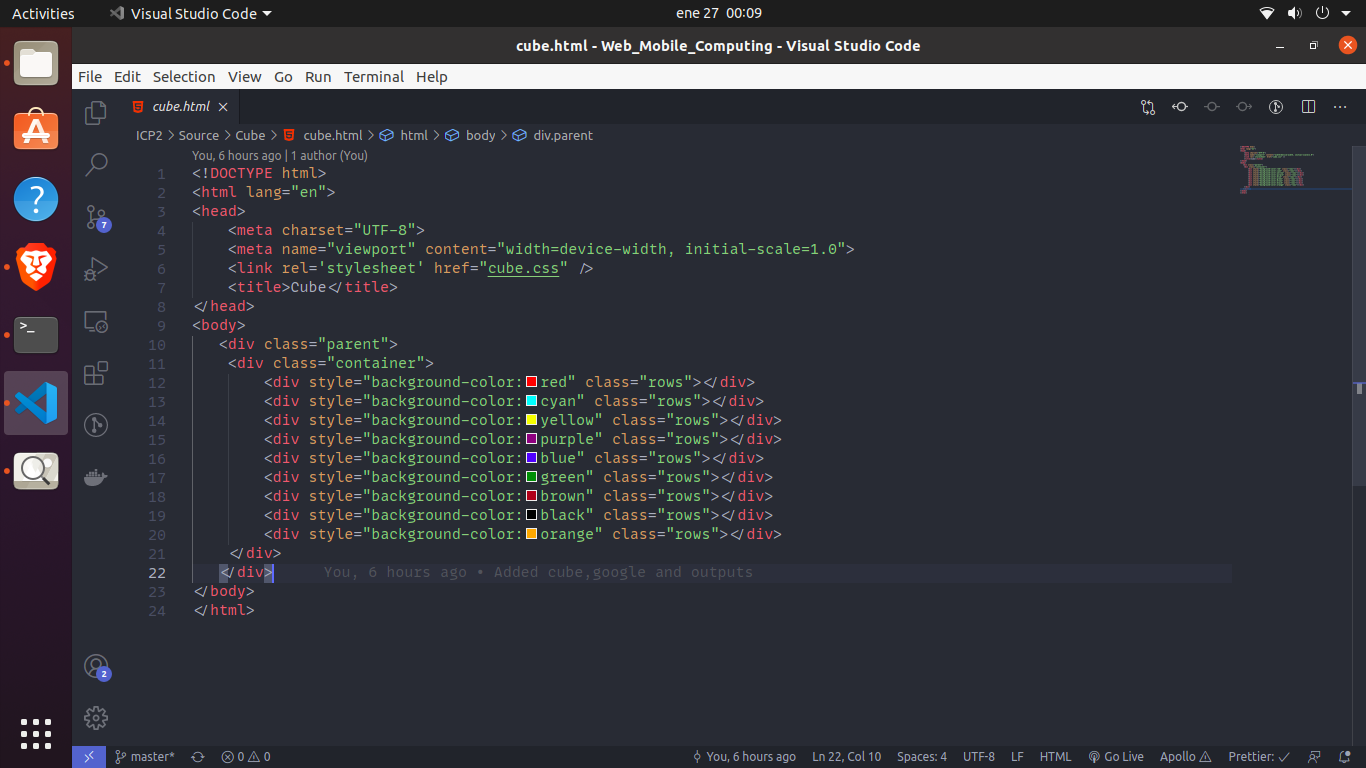 Activities Visual Studio Code ene 27 00:09
cube.html - Web_Mobile_Computing - Visual Studio Code
File Edit Selection View Go Run Terminal Help
cube.html
ICP2 > Source > Cube > cube.html > html > body > div.parent
You, 6 hours ago | 1 author (You)
1 <!DOCTYPE html>
2 <html lang="en">
3 <head>
4 <meta charset="UTF-8">
5 <meta name="viewport" content="width=device-width, initial-scale=1.0">
6 <link rel='stylesheet' href="cube.css" />
7 <title>Cube</title>
8 </head>
9 <body>
10 <div class="parent">
11 <div class="container">
12 <div style="background-color:red" class="rows"></div>
13 <div style="background-color:cyan" class="rows"></div>
14 <div style="background-color:yellow" class="rows"></div>
15 <div style="background-color:purple" class="rows"></div>
16 <div style="background-color:blue" class="rows"></div>
17 <div style="background-color:green" class="rows"></div>
18 <div style="background-color:brown" class="rows"></div>
19 <div style="background-color:black" class="rows"></div>
20 <div style="background-color:orange" class="rows"></div>
21 </div>
22 </div> You, 6 hours ago • Added cube,google and outputs
23 </body>
24 </html>
7
2
master* 0 0 You, 6 hours ago Ln 22, Col 10 Spaces: 4 UTF-8 LF HTML Go Live Apollo Prettier: